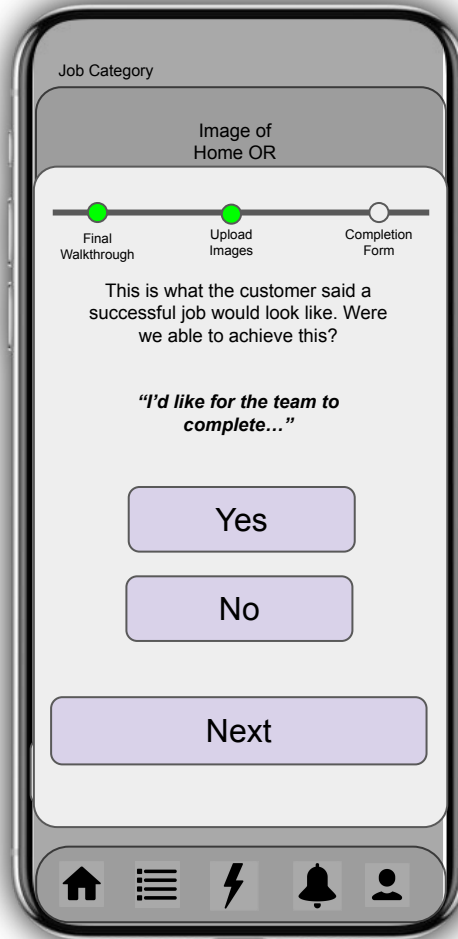 Job Category
Image of
Home OR
Final
Walkthrough
Upload
Images
Completion
Form
This is what the customer said a
successful job would look like. Were
we able to achieve this?
“I’d like for the team to
complete…”
Yes
No
Next